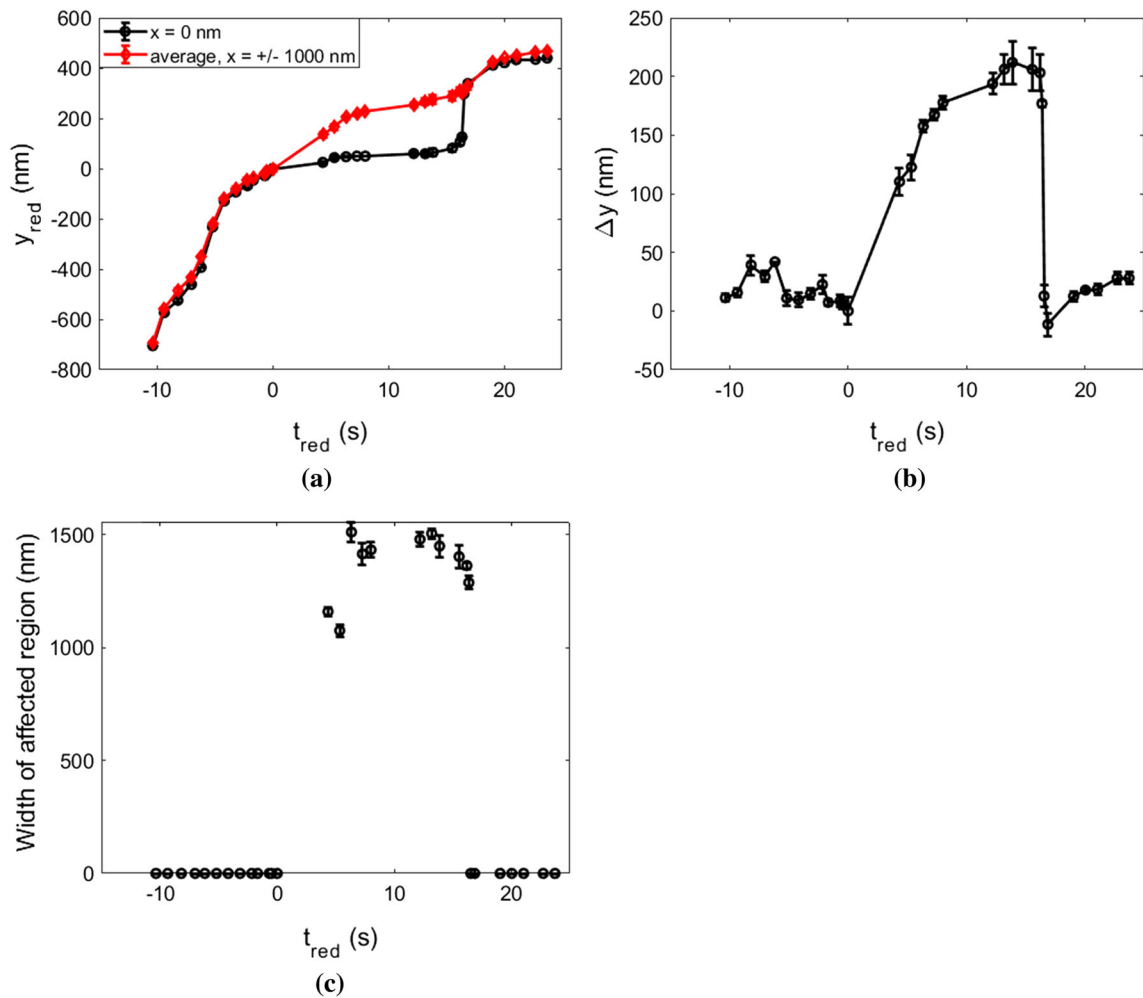 600
400
200
0
-200
-400
-600
-800
y_red (nm)
x = 0 nm
average, x = +/- 1000 nm
-10
0
10
20
t_red (s)
(a)
250
200
150
100
50
0
-50
Δy (nm)
-10
0
10
20
t_red (s)
(b)
1500
1000
500
0
Width of affected region (nm)
-10
0
10
20
t_red (s)
(c)